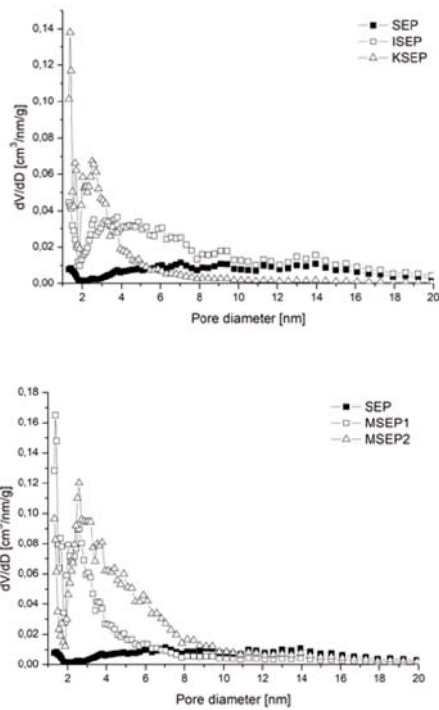 0,14
0,12
0,10
0,08
0,06
0,04
0,02
0,00
dV/dD [cm³/nm/g]
SEP
ISEP
KSEP
2 4 6 8 10 12 14 16 18 20
Pore diameter [nm]
0,18
0,16
0,14
0,12
0,10
0,08
0,06
0,04
0,02
0,00
dV/dD [cm³/nm/g]
SEP
MSEP1
MSEP2
2 4 6 8 10 12 14 16 18 20
Pore diameter [nm]